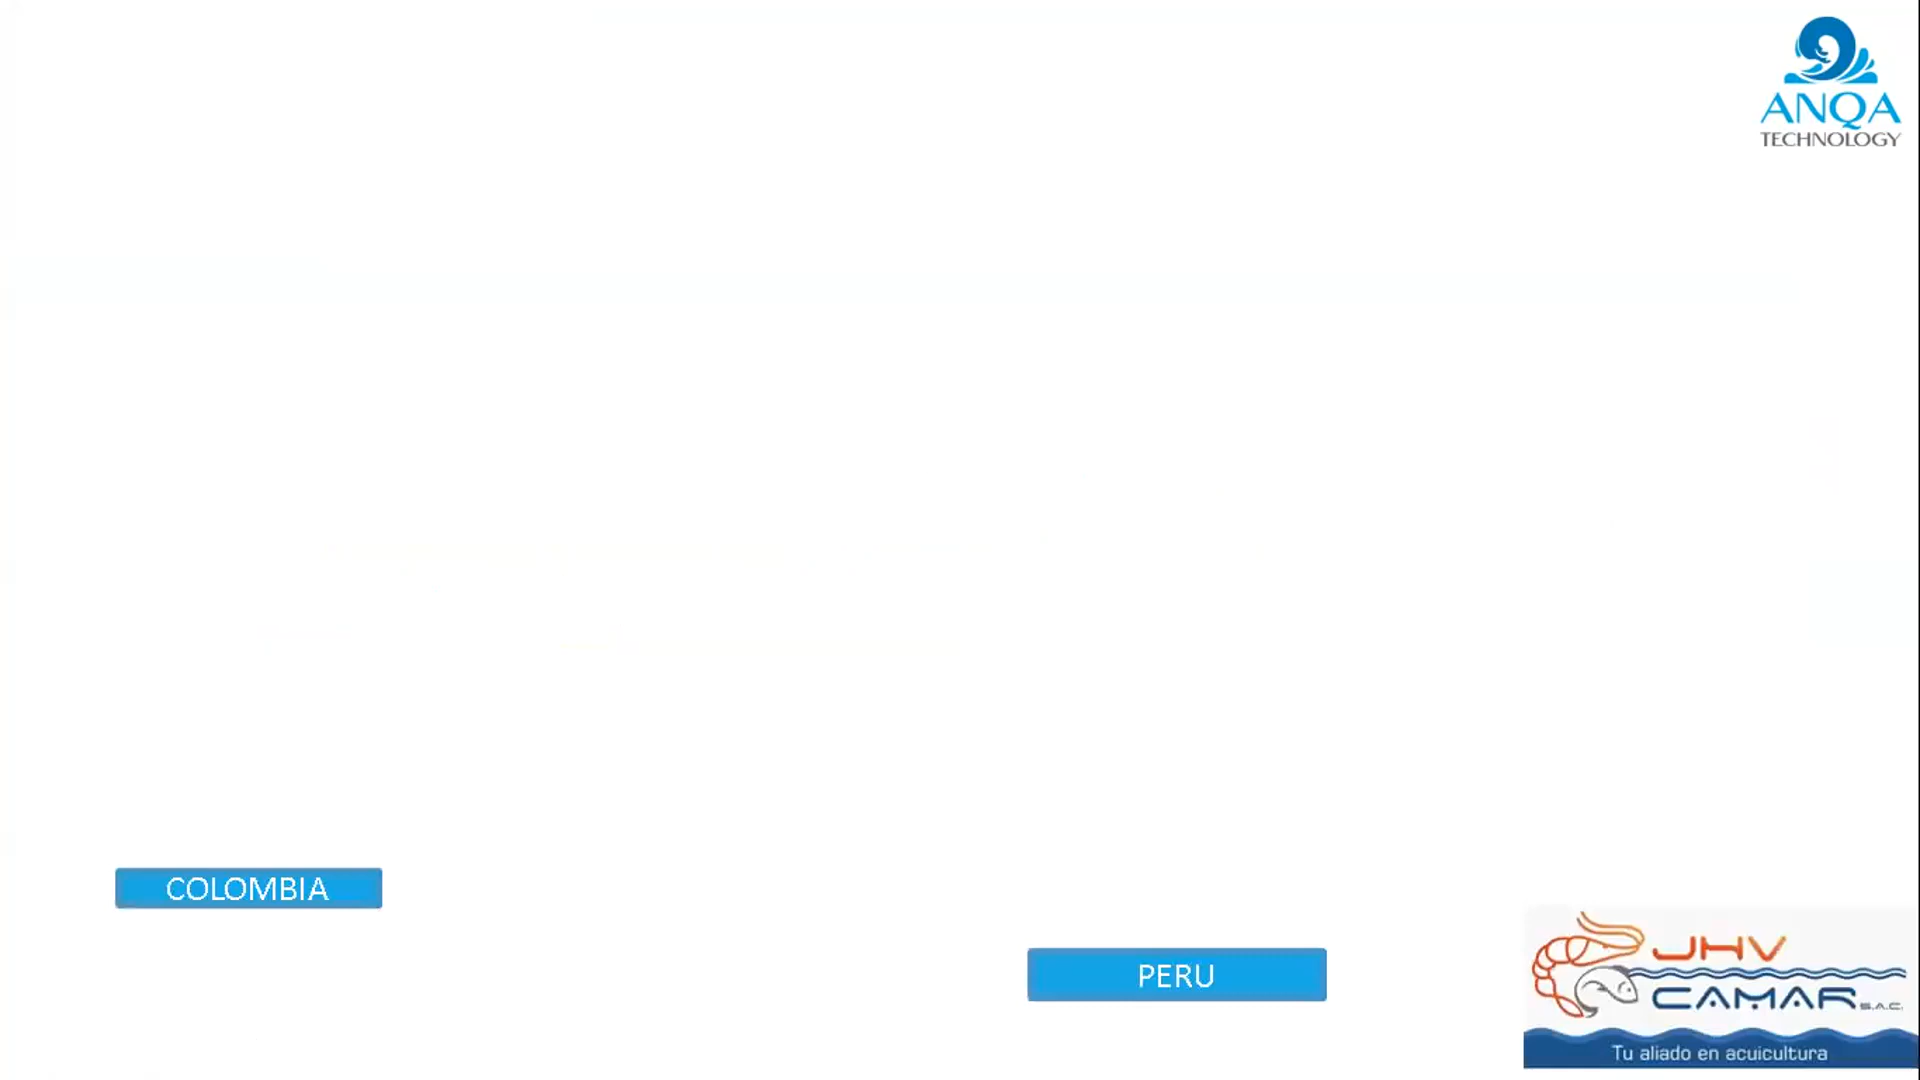 ANQA
TECHNOLOGY
COLOMBIA
PERU
JHV
CAMAR S.A.C.
Tu aliado en acuicultura